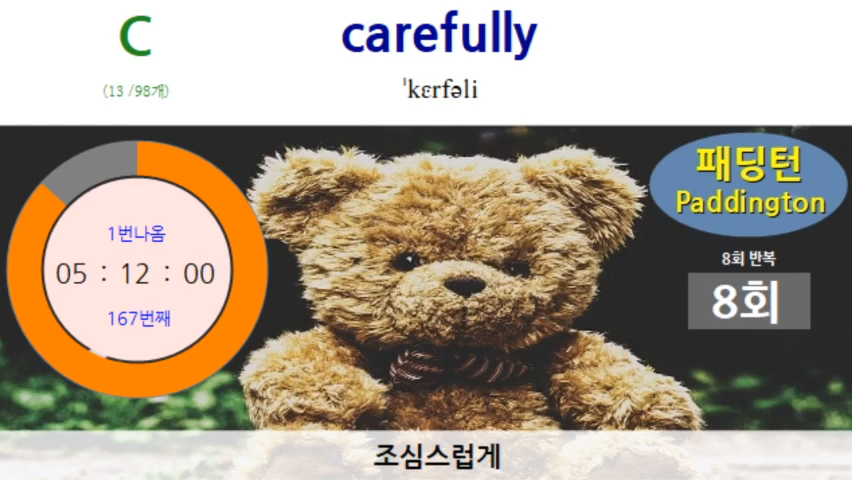 C
carefully
(13 /98개)
ˈkɛrfəli
패딩턴
Paddington
1번나옴
05 : 12 : 00
167번째
8회 반복
8회
조심스럽게